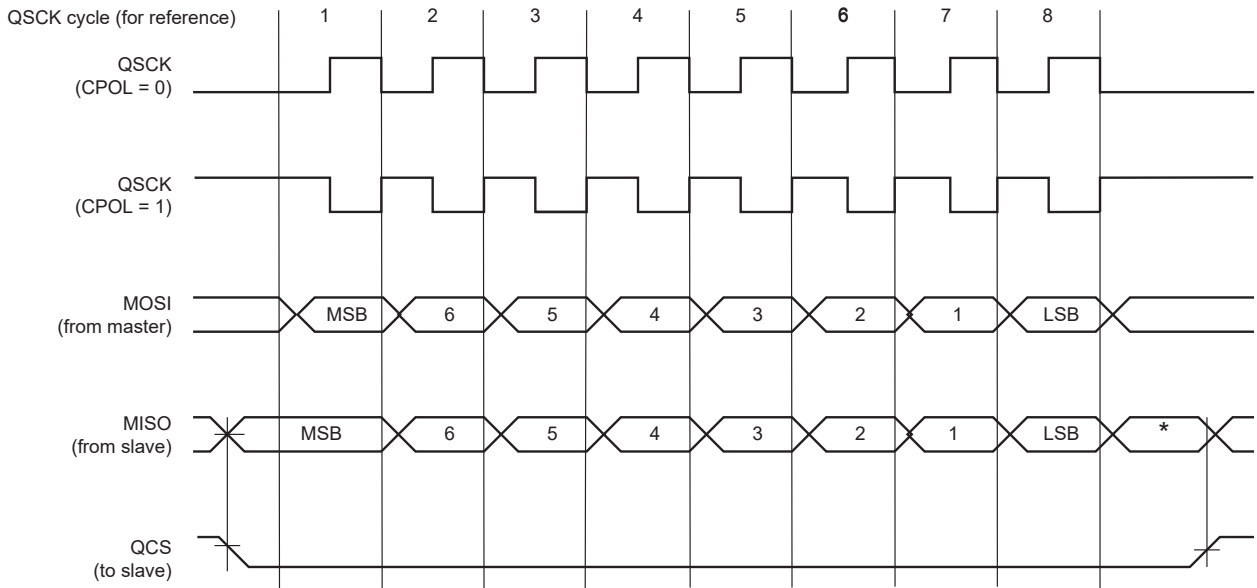 QSCK cycle (for reference) 1 2 3 4 5 6 7 8
QSCK
(CPOL = 0)
QSCK
(CPOL = 1)
MOSI
(from master)
MSB 6 5 4 3 2 1 LSB
MISO
(from slave)
MSB 6 5 4 3 2 1 LSB *
QCS
(to slave)